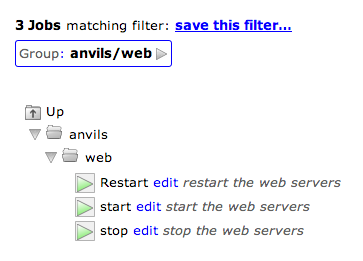 3 Jobs matching filter: save this filter...
Group: anvils/web
Up
anvils
web
Restart edit restart the web servers
start edit start the web servers
stop edit stop the web servers